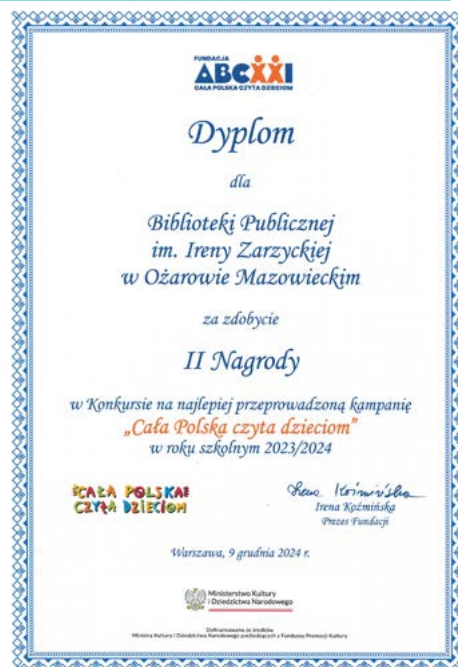 FUNDACJA
ABCXXI
CAŁA POLSKA CZYTA DZIECIOM
Dyplom
dla
Biblioteki Publicznej
im. Ireny Zarzyckiej
w Ożarowie Mazowieckim
za zdobycie
II Nagrody
w Konkursie na najlepiej przeprowadzoną kampanię
„Cała Polska czyta dzieciom”
w roku szkolnym 2023/2024
CAŁA POLSKA
CZYTA DZIECIOM
Irena Koźmińska
Irena Koźmińska
Prezes Fundacji
Warszawa, 9 grudnia 2024 r.
Ministerstwo Kultury
i Dziedzictwa Narodowego
Dofinansowano ze środków
Ministra Kultury i Dziedzictwa Narodowego pochodzących z Funduszu Promocji Kultury